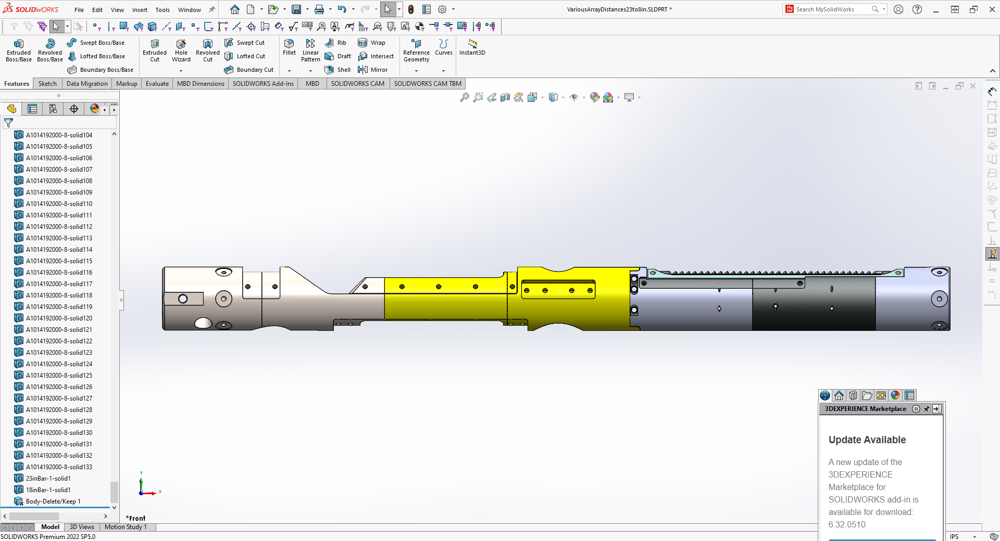 SOLIDWORKS File Edit View Insert Tools Window VariousArrayDistances23to8in.SLDPRT * Search MySolidWorks
Extruded Boss/Base
Revolved Boss/Base
Swept Boss/Base
Lofted Boss/Base
Boundary Boss/Base
Extruded Cut
Hole Wizard
Revolved Cut
Swept Cut
Lofted Cut
Boundary Cut
Fillet
Linear Pattern
Rib
Draft
Shell
Wrap
Intersect
Mirror
Reference Geometry
Curves
Instant3D
Features Sketch Data Migration Markup Evaluate MBD Dimensions SOLIDWORKS Add-Ins MBD SOLIDWORKS CAM SOLIDWORKS CAM TBM
A1014192000-8-solid104
A1014192000-8-solid105
A1014192000-8-solid106
A1014192000-8-solid107
A1014192000-8-solid108
A1014192000-8-solid109
A1014192000-8-solid110
A1014192000-8-solid111
A1014192000-8-solid112
A1014192000-8-solid113
A1014192000-8-solid114
A1014192000-8-solid115
A1014192000-8-solid116
A1014192000-8-solid117
A1014192000-8-solid118
A1014192000-8-solid119
A1014192000-8-solid120
A1014192000-8-solid121
A1014192000-8-solid122
A1014192000-8-solid123
A1014192000-8-solid124
A1014192000-8-solid125
A1014192000-8-solid126
A1014192000-8-solid127
A1014192000-8-solid128
A1014192000-8-solid129
A1014192000-8-solid130
A1014192000-8-solid131
A1014192000-8-solid132
A1014192000-8-solid133
23inBar-1-solid1
18inBar-1-solid1
Body-Delete/Keep 1
Y
X
*Front
3DEXPERIENCE Marketplace
Update Available
A new update of the
3DEXPERIENCE
Marketplace for
SOLIDWORKS add-in is
available for download:
6.32.0510
Model 3D Views Motion Study 1
SOLIDWORKS Premium 2022 SP5.0
IPS